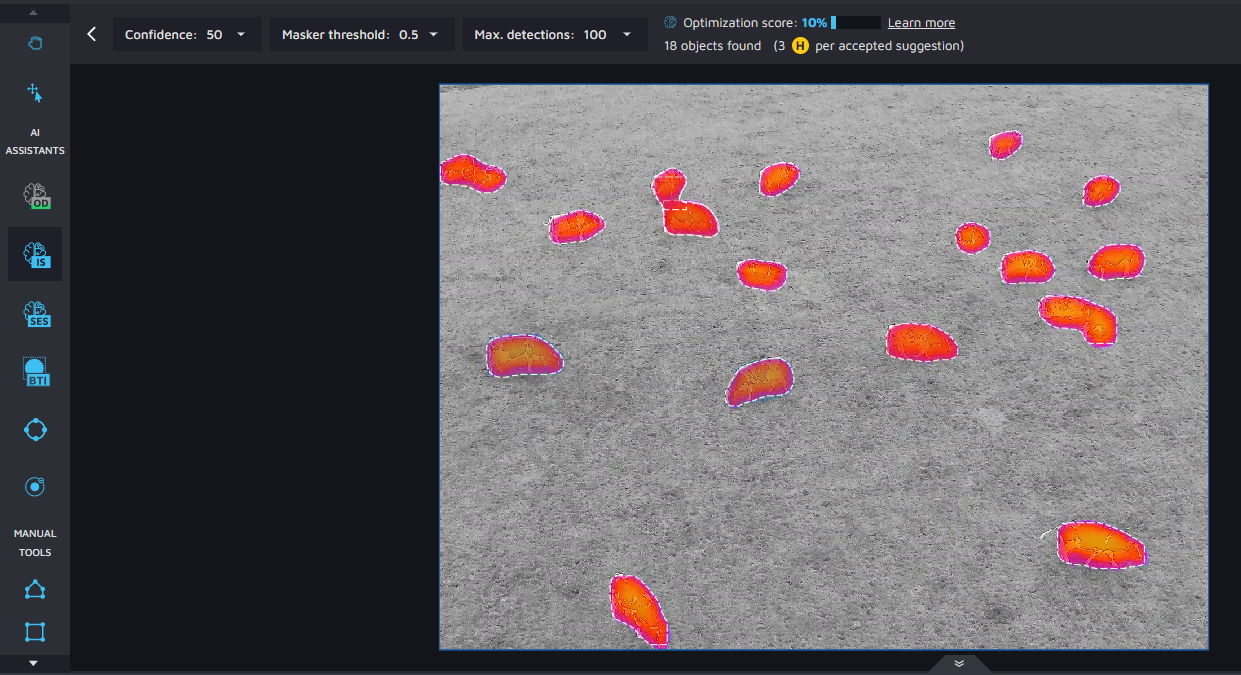 Confidence: 50
Masker threshold: 0.5
Max. detections: 100
Optimization score: 10%
Learn more
18 objects found (3 H per accepted suggestion)
AI
ASSISTANTS
OD
IS
SES
BTI
MANUAL
TOOLS